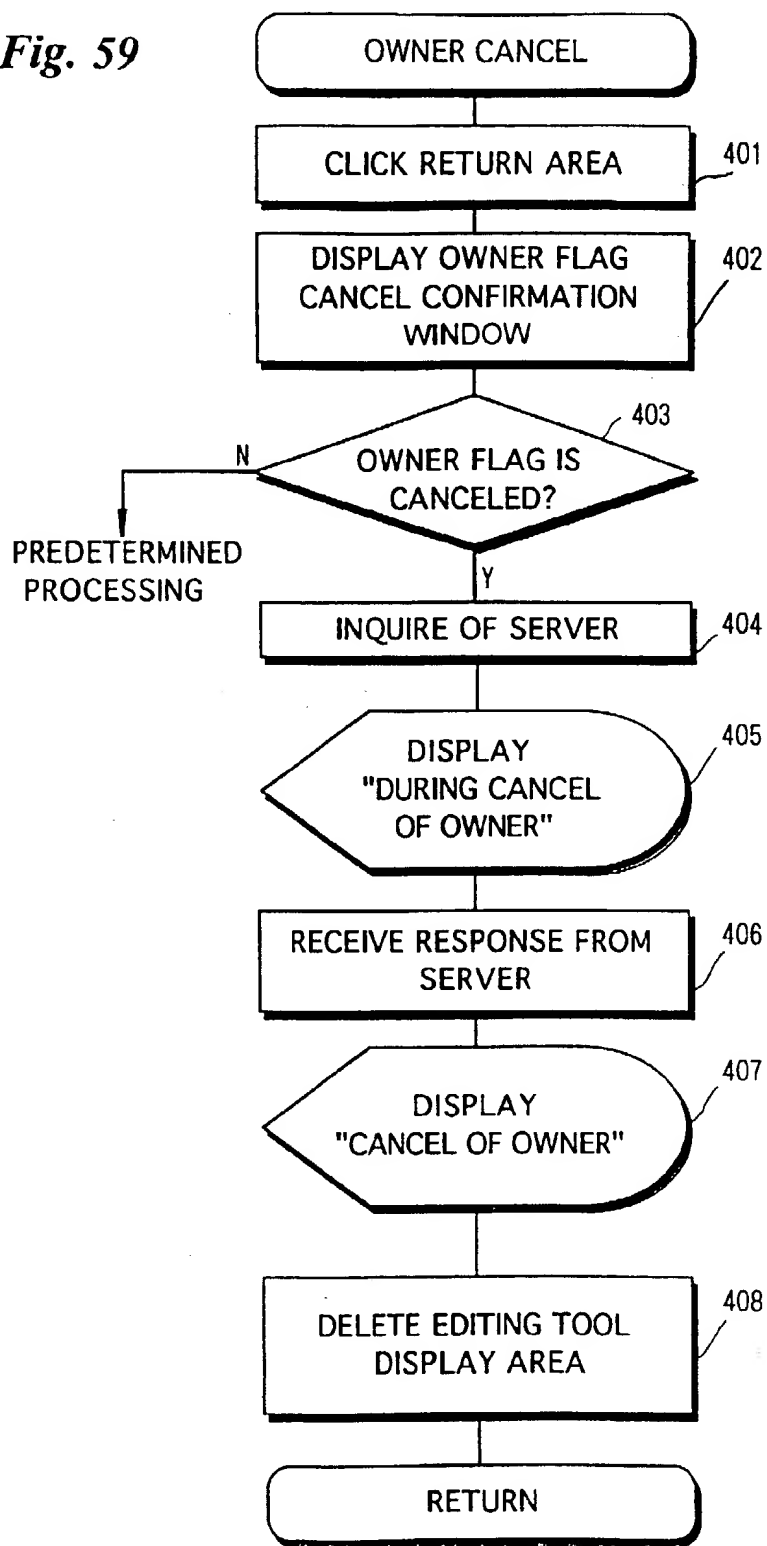 Fig. 59
OWNER CANCEL
CLICK RETURN AREA
401
DISPLAY OWNER FLAG
CANCEL CONFIRMATION
WINDOW
402
403
OWNER FLAG IS
CANCELED?
N
PREDETERMINED
PROCESSING
Y
INQUIRE OF SERVER
404
DISPLAY
"DURING CANCEL
OF OWNER"
405
RECEIVE RESPONSE FROM
SERVER
406
DISPLAY
"CANCEL OF OWNER"
407
DELETE EDITING TOOL
DISPLAY AREA
408
RETURN